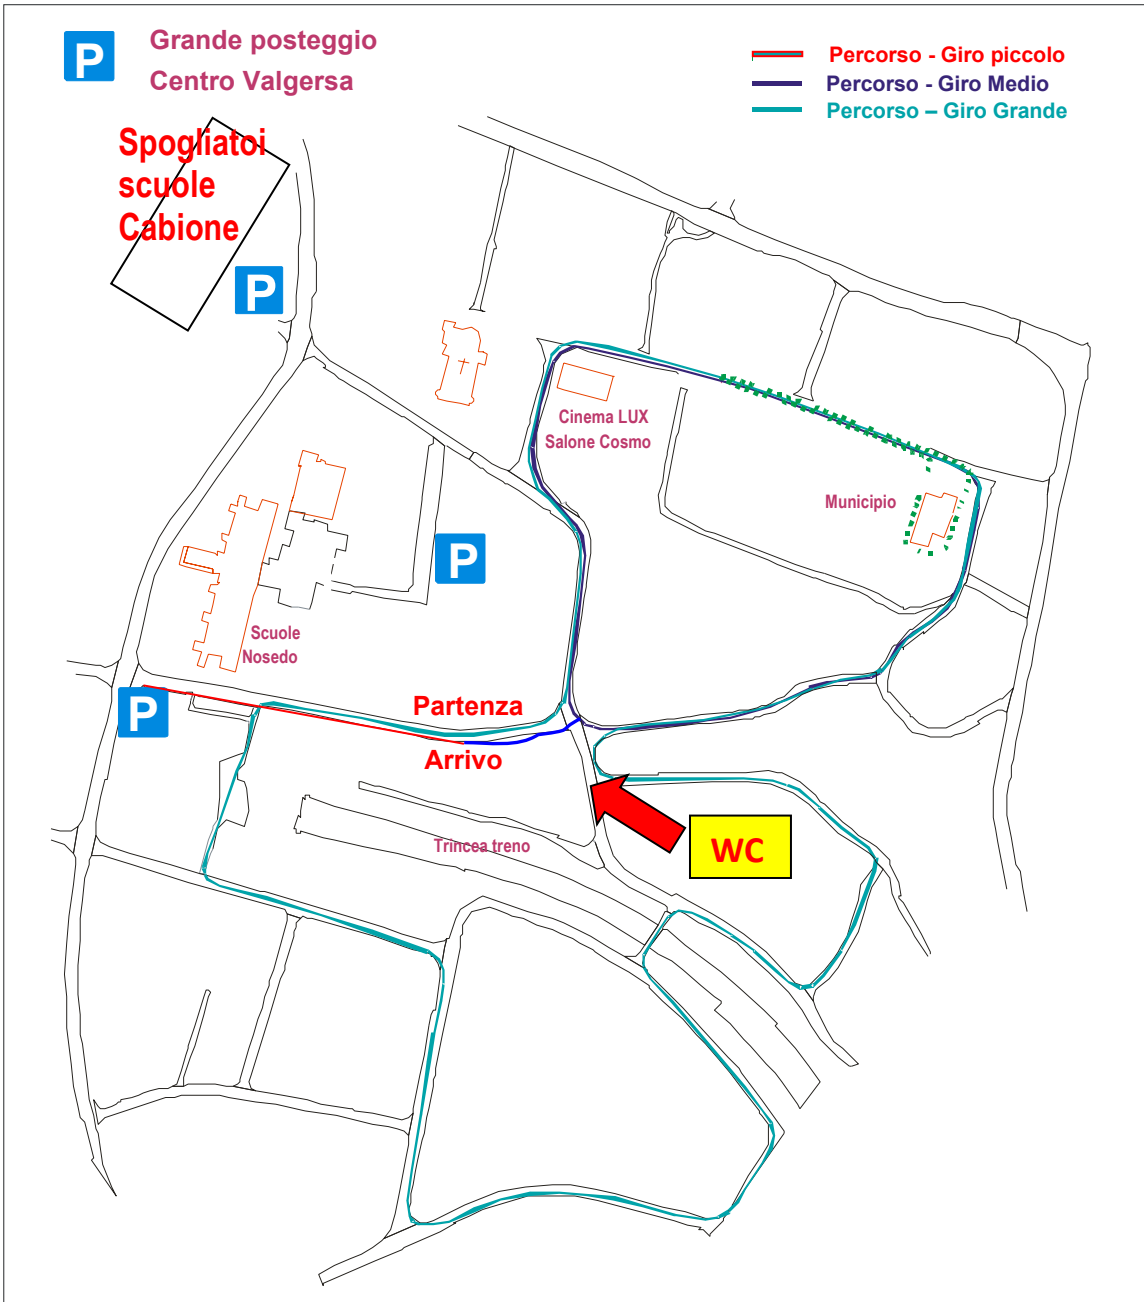 P
Grande posteggio
Centro Valgersa
Percorso - Giro piccolo
Percorso - Giro Medio
Percorso – Giro Grande
Spogliatoi
scuole
Cabione
P
Cinema LUX
Salone Cosmo
Municipio
P
Scuole
Nosedo
P
Partenza
Arrivo
Trincea treno
WC